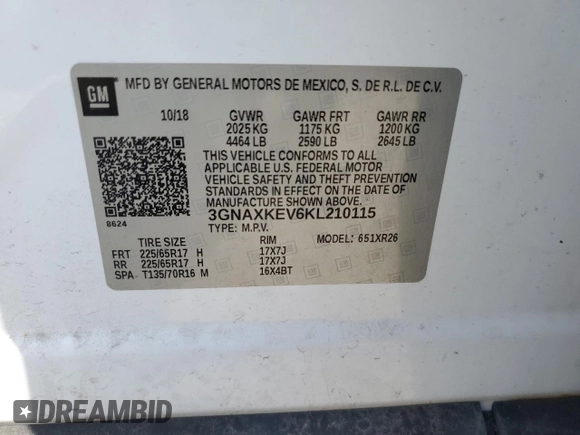 GM
MFD BY GENERAL MOTORS DE MEXICO, S. DE R.L. DE C.V.
10/18 GVWR GAWR FRT GAWR RR
2025 KG 1175 KG 1200 KG
4464 LB 2590 LB 2645 LB
THIS VEHICLE CONFORMS TO ALL
APPLICABLE U.S. FEDERAL MOTOR
VEHICLE SAFETY AND THEFT PREVENTION
STANDARDS IN EFFECT ON THE DATE OF
MANUFACTURE SHOWN ABOVE.
3GNAXKEV6KL210115
8624
TYPE: M.P.V.
TIRE SIZE RIM MODEL: 651XR26
FRT 225/65R17 H 17X7J
RR 225/65R17 H 17X7J
SPA T135/70R16 M 16X4BT
DREAMBID